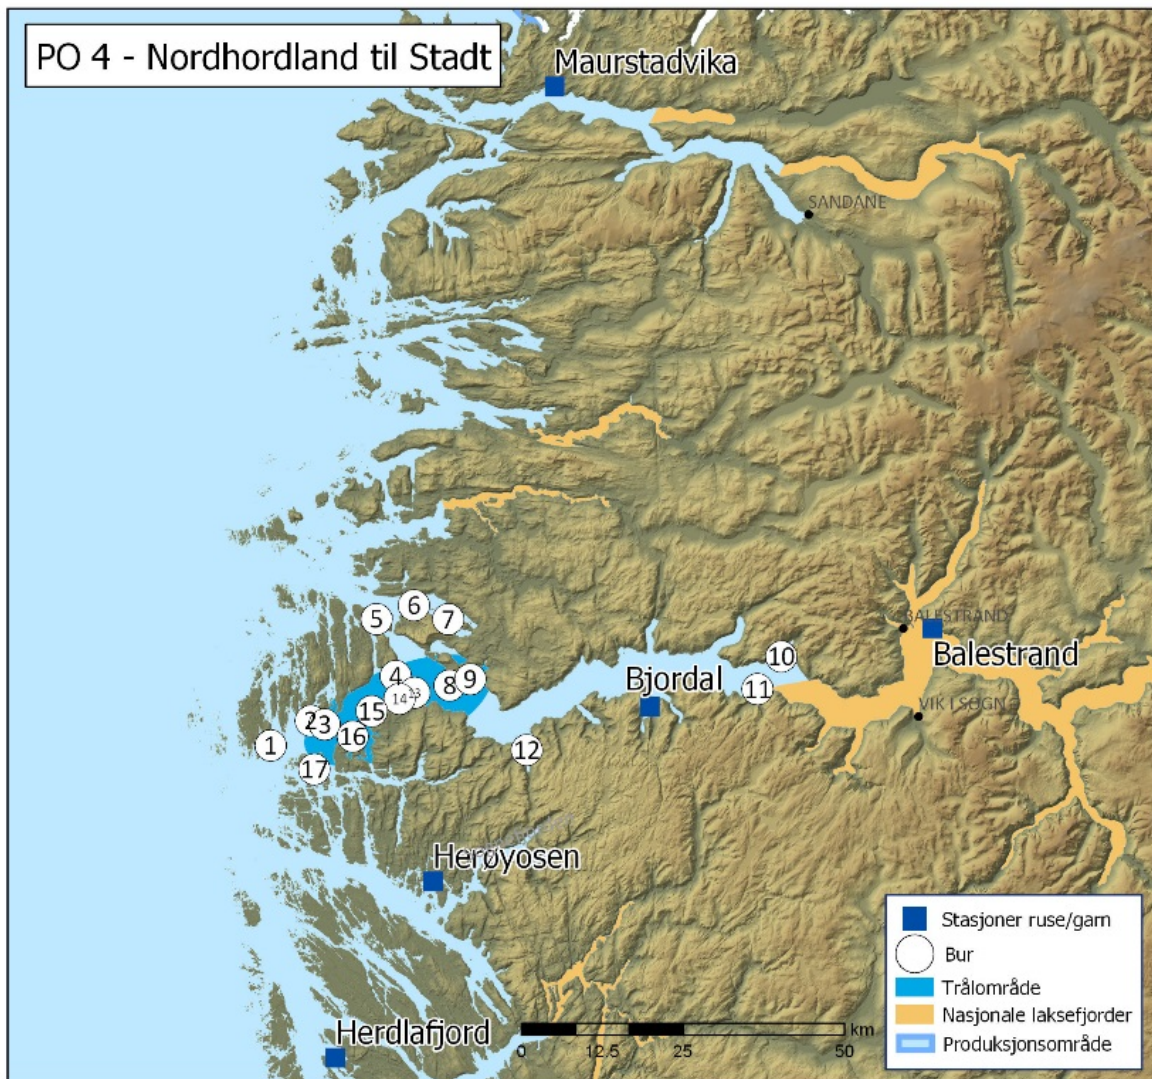 PO 4 - Nordhordland til Stadt
Maurstadvika
SANDANE
6
5
7
BALESTRAND
Balestrand
10
4
8
9
Bjordal
11
13
14
15
2
3
VIK I SOGN
16
1
12
17
Herøyosen
Herdlafjord
km
0
12.5
25
50
Stasjoner ruse/garn
Bur
Trålområde
Nasjonale laksefjorder
Produksjonsområde